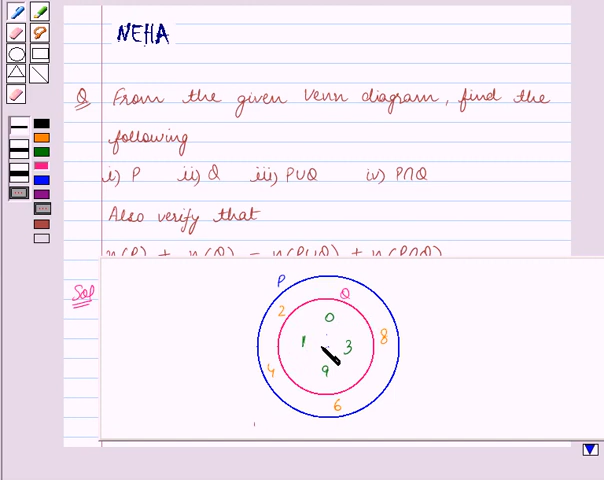 NEHA
Q From the given Venn diagram, find the
following
i) P ii) Q iii) P∪Q iv) P∩Q
Also verify that
n(P) + n(Q) = n(P∪Q) + n(P∩Q)
Sol
P
Q
2 0
1 3 8
4 9
6